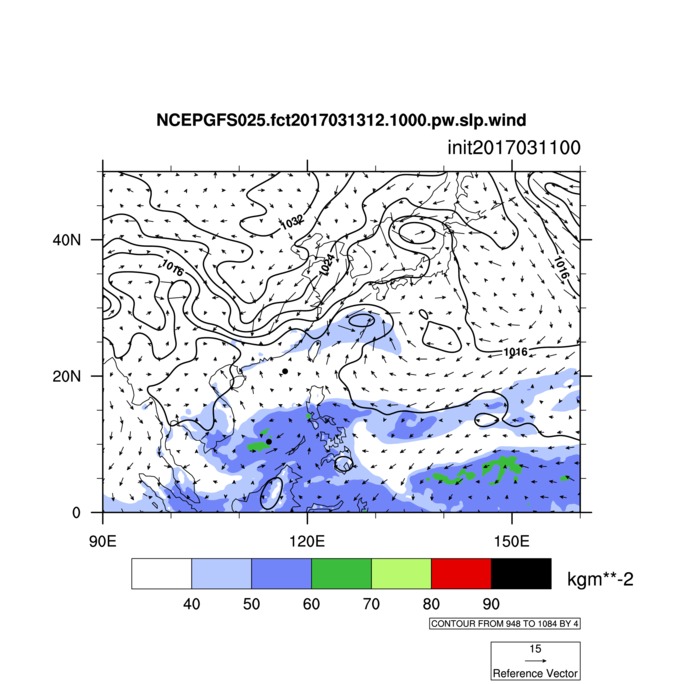 NCEPGFS025.fct2017031312.1000.pw.slp.wind
init2017031100
1032
40N
1024
1016
1016
1016
20N
0
90E
120E
150E
40
50
60
70
80
90
kgm**-2
CONTOUR FROM 948 TO 1084 BY 4
15
Reference Vector